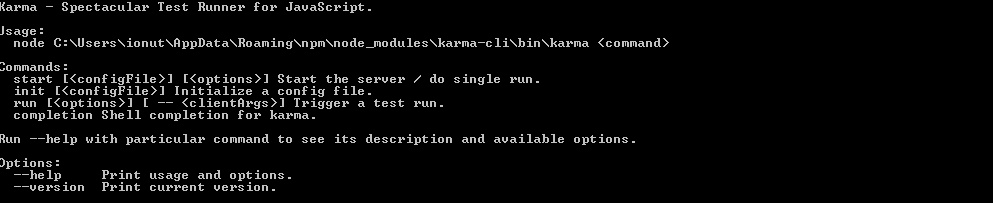 Karma - Spectacular Test Runner for JavaScript.
Usage:
node C:\Users\ionut\AppData\Roaming\npm\node_modules\karma-cli\bin\karma <command>
Commands:
start [<configFile>] [<options>] Start the server / do single run.
init [<configFile>] Initialize a config file.
run [<options>] [ -- <clientArgs>] Trigger a test run.
completion Shell completion for karma.
Run --help with particular command to see its description and available options.
Options:
--help     Print usage and options.
--version  Print current version.